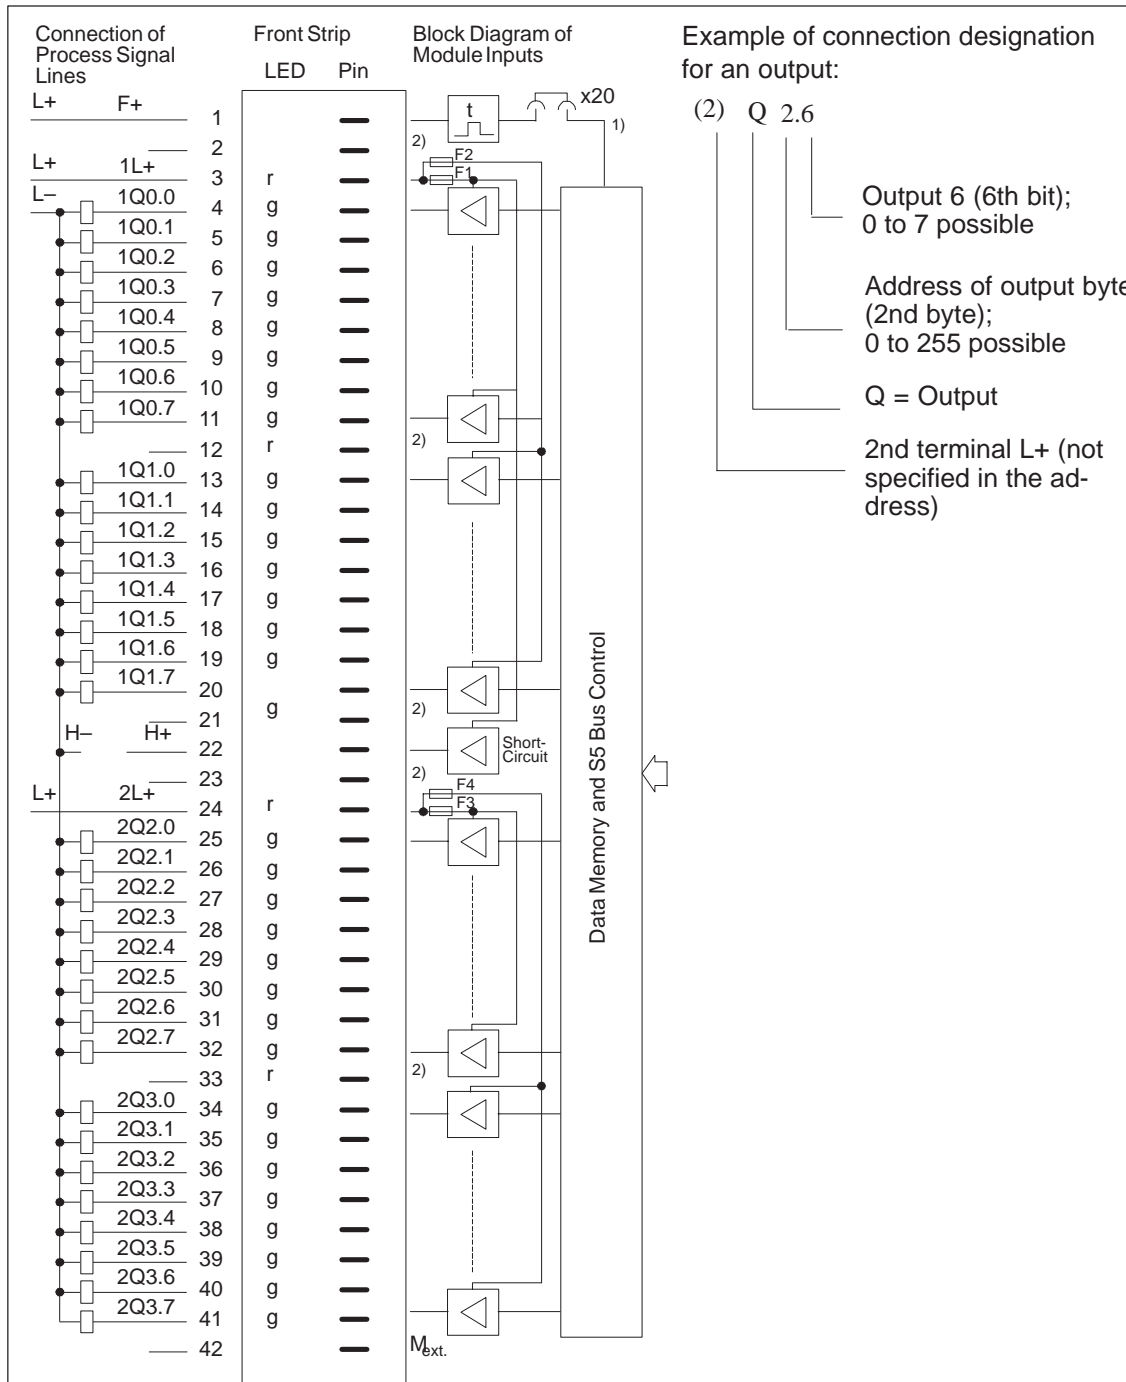 Connection of
Process Signal
Lines
Front Strip
LED Pin
Block Diagram of
Module Inputs
Example of connection designation
for an output:
(2) Q 2.6
Output 6 (6th bit);
0 to 7 possible
Address of output byte
(2nd byte);
0 to 255 possible
Q = Output
2nd terminal L+ (not
specified in the ad-
dress)
L+ F+ 1 t x20 1)
2 2) F2
L+ 1L+ 3 r F1
L– 1Q0.0 4 g
1Q0.1 5 g
1Q0.2 6 g
1Q0.3 7 g
1Q0.4 8 g
1Q0.5 9 g
1Q0.6 10 g
1Q0.7 11 g
12 r 2)
1Q1.0 13 g
1Q1.1 14 g
1Q1.2 15 g
1Q1.3 16 g
1Q1.4 17 g
1Q1.5 18 g
1Q1.6 19 g
1Q1.7 20
21 g 2)
H– H+ 22 Short-
Circuit
23 2) F4
L+ 2L+ 24 r F3
2Q2.0 25 g
2Q2.1 26 g
2Q2.2 27 g
2Q2.3 28 g
2Q2.4 29 g
2Q2.5 30 g
2Q2.6 31 g
2Q2.7 32 g
33 r 2)
2Q3.0 34 g
2Q3.1 35 g
2Q3.2 36 g
2Q3.3 37 g
2Q3.4 38 g
2Q3.5 39 g
2Q3.6 40 g
2Q3.7 41 g
42 Mext.
Data Memory and S5 Bus Control